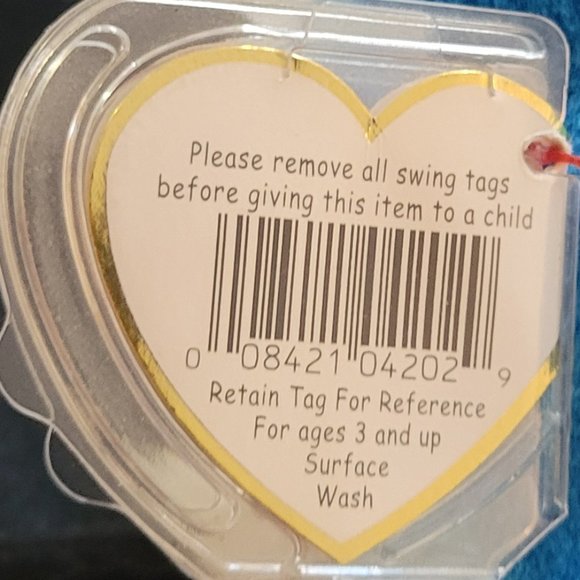 Please remove all swing tags
before giving this item to a child
0 08421 04202 9
Retain Tag For Reference
For ages 3 and up
Surface
Wash